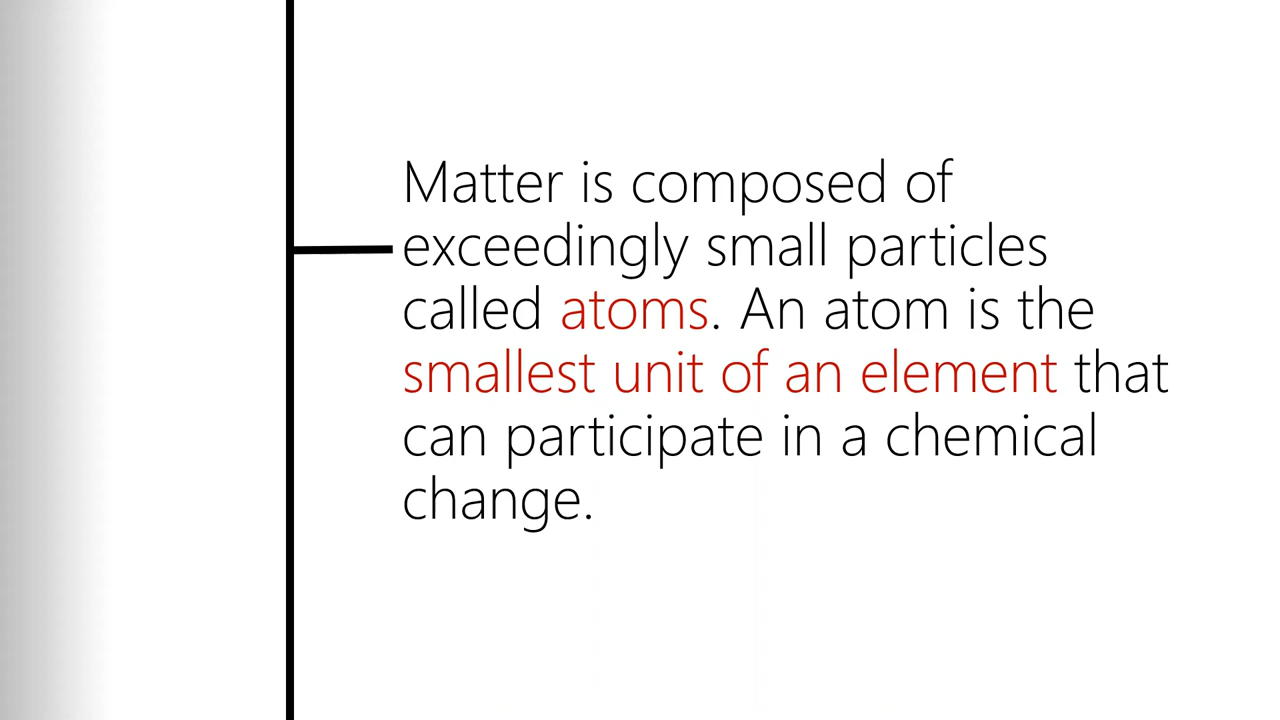 Matter is composed of
exceedingly small particles
called atoms. An atom is the
smallest unit of an element that
can participate in a chemical
change.